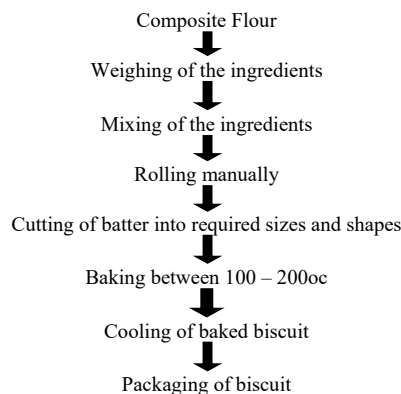 Composite Flour
Weighing of the ingredients
Mixing of the ingredients
Rolling manually
Cutting of batter into required sizes and shapes
Baking between 100 – 200oc
Cooling of baked biscuit
Packaging of biscuit